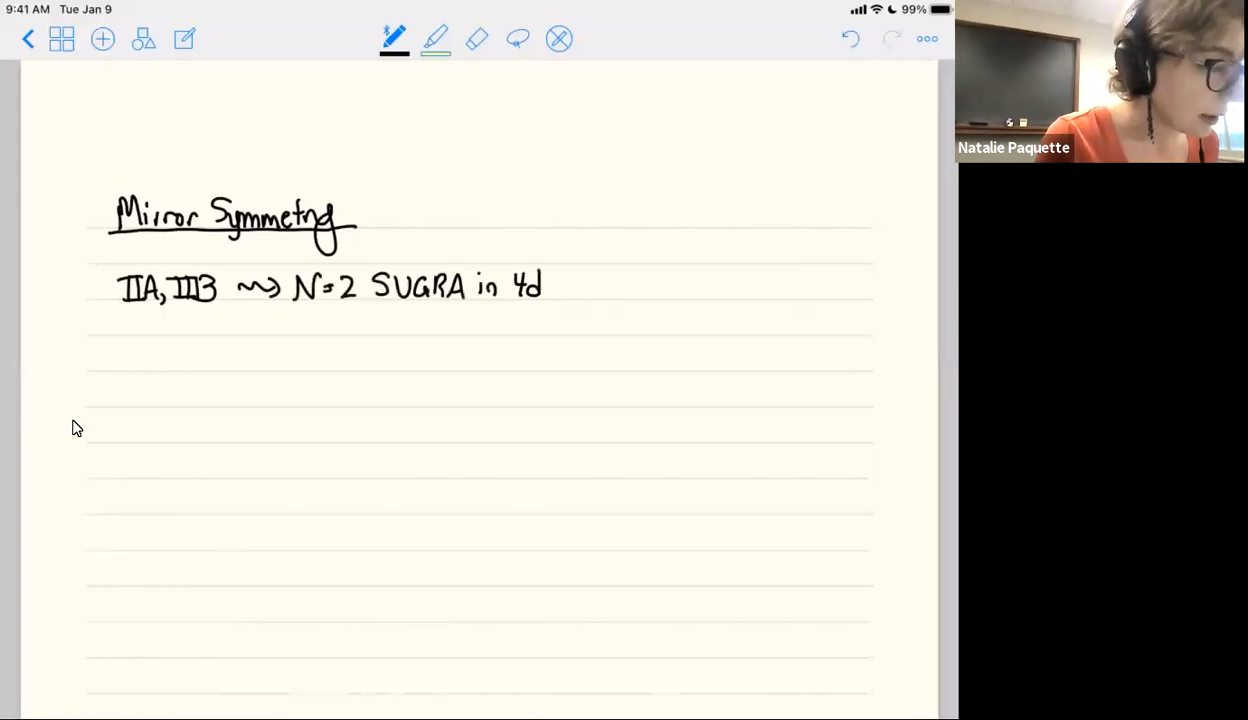 9:41 AM Tue Jan 9
99%
Natalie Paquette
Mirror Symmetry
IIA, IIB ⇝ N=2 SUGRA in 4d